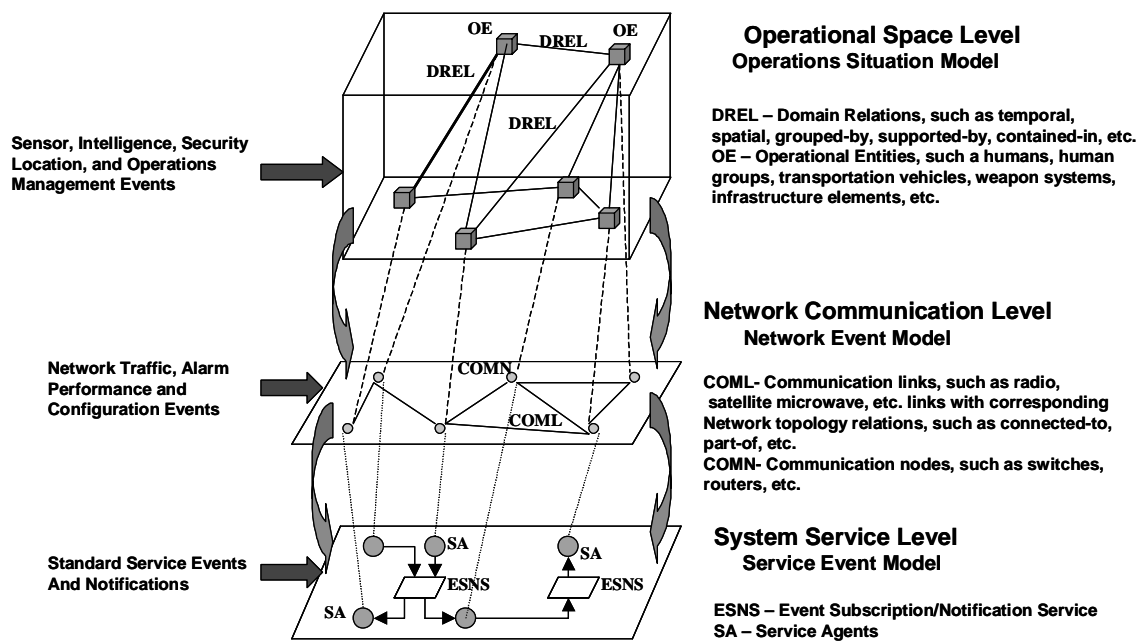 OE
DREL
OE
DREL
DREL
Operational Space Level
Operations Situation Model
DREL – Domain Relations, such as temporal,
spatial, grouped-by, supported-by, contained-in, etc.
OE – Operational Entities, such a humans, human
groups, transportation vehicles, weapon systems,
infrastructure elements, etc.
Sensor, Intelligence, Security
Location, and Operations
Management Events
Network Communication Level
Network Event Model
Network Traffic, Alarm
Performance and
Configuration Events
COMN
COML
COML- Communication links, such as radio,
satellite microwave, etc. links with corresponding
Network topology relations, such as connected-to,
part-of, etc.
COMN- Communication nodes, such as switches,
routers, etc.
System Service Level
Service Event Model
Standard Service Events
And Notifications
SA
SA
ESNS
ESNS
SA
ESNS – Event Subscription/Notification Service
SA – Service Agents